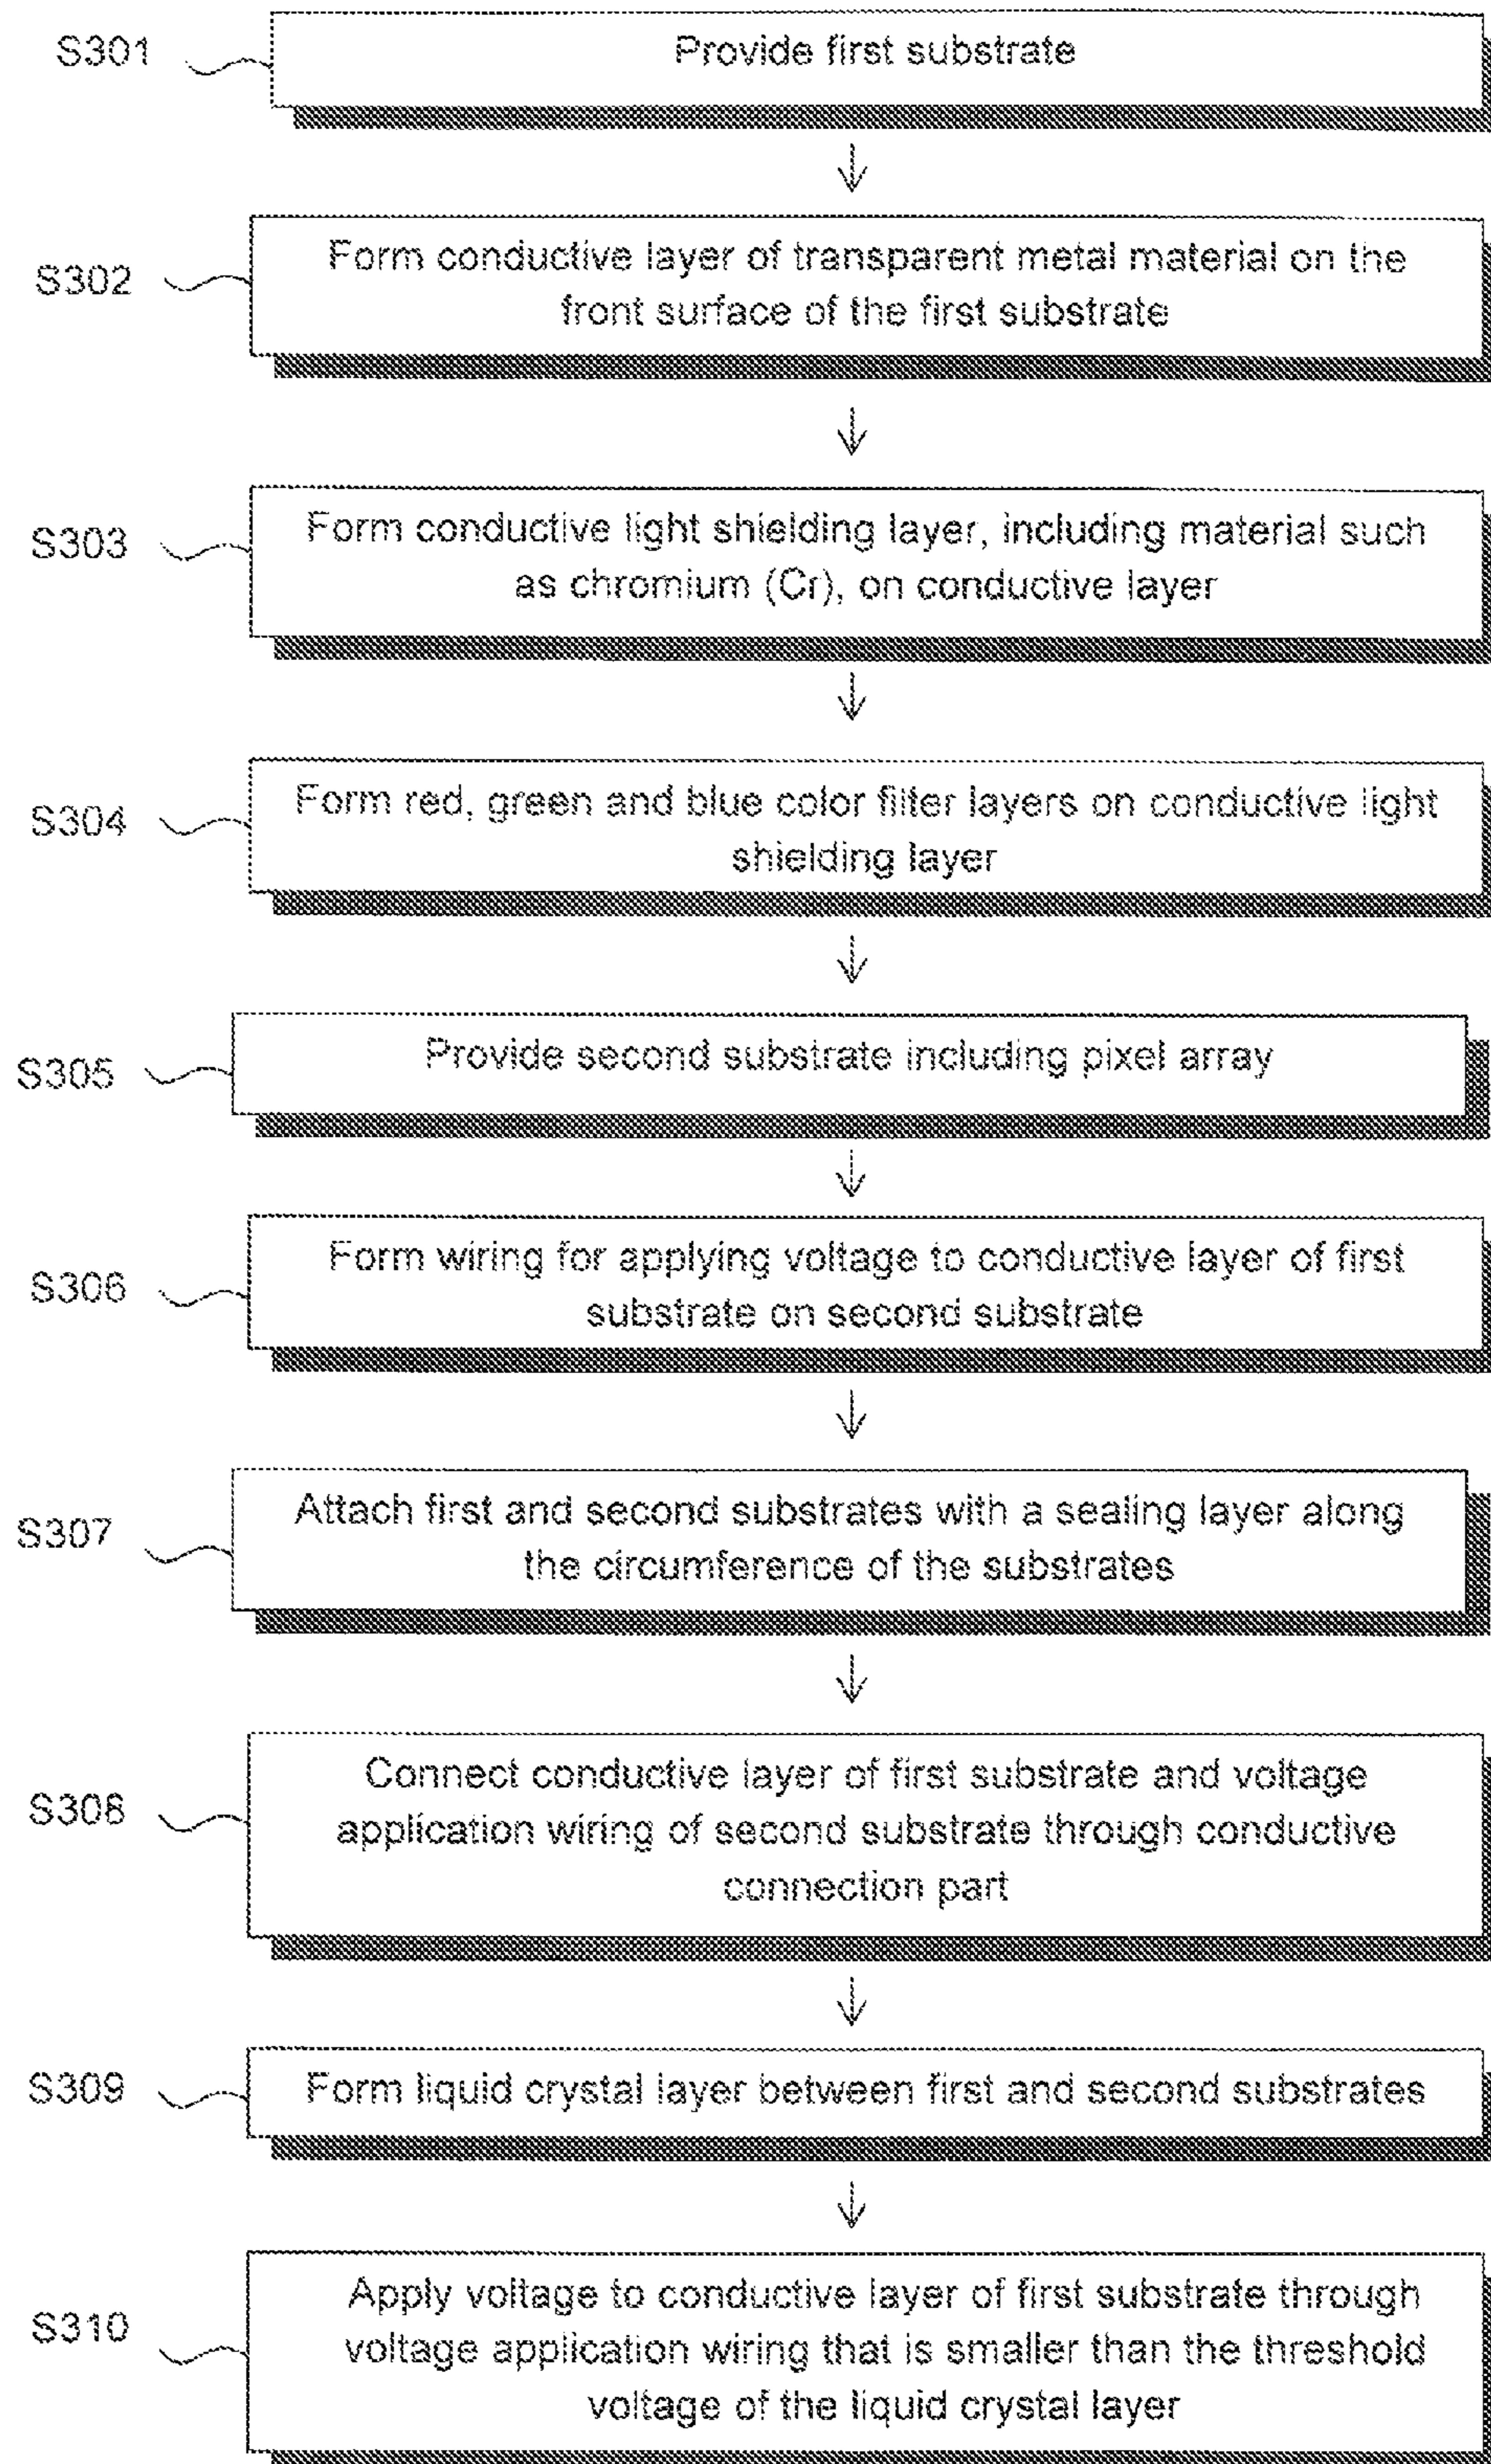 S301
Provide first substrate
S302
Form conductive layer of transparent metal material on the
front surface of the first substrate
S303
Form conductive light shielding layer, including material such
as chromium (Cr), on conductive layer
S304
Form red, green and blue color filter layers on conductive light
shielding layer
S305
Provide second substrate including pixel array
S306
Form wiring for applying voltage to conductive layer of first
substrate on second substrate
S307
Attach first and second substrates with a sealing layer along
the circumference of the substrates
S308
Connect conductive layer of first substrate and voltage
application wiring of second substrate through conductive
connection part
S309
Form liquid crystal layer between first and second substrates
S310
Apply voltage to conductive layer of first substrate through
voltage application wiring that is smaller than the threshold
voltage of the liquid crystal layer